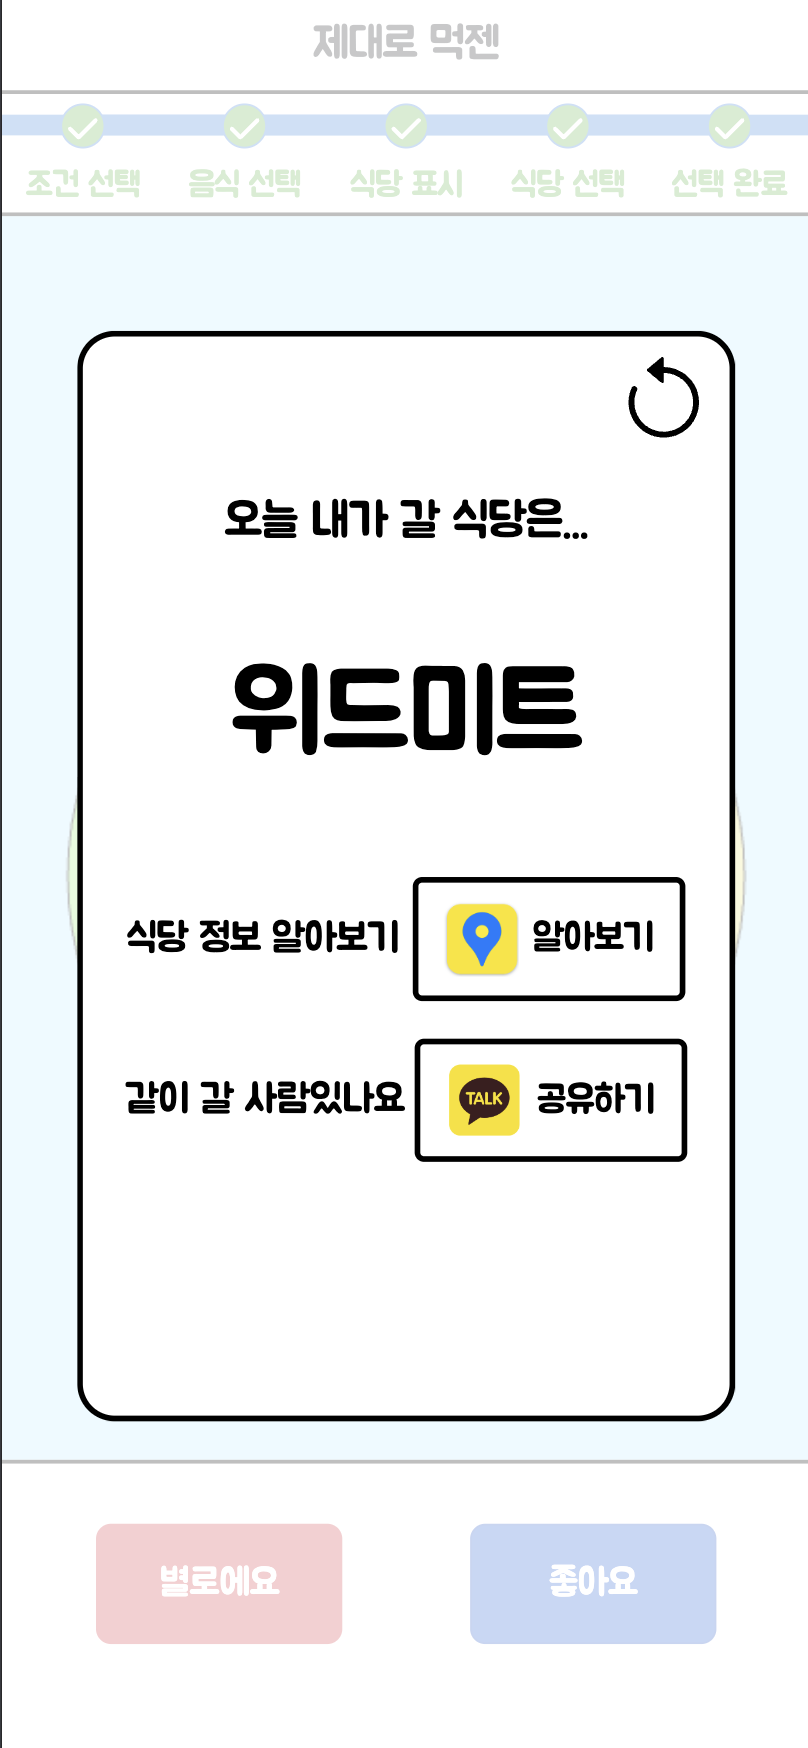 제대로 먹젠
조건 선택 음식 선택 식당 표시 식당 선택 선택 완료
오늘 내가 갈 식당은...
위드미트
식당 정보 알아보기 알아보기
같이 갈 사람있나요 TALK 공유하기
별로에요 좋아요